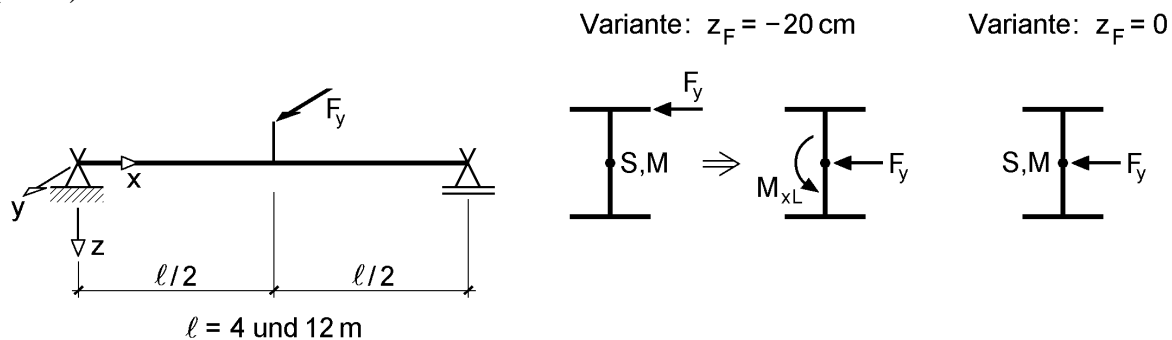 Variante: z_F = −20 cm
Variante: z_F = 0
F_y
x
y
z
ℓ/2
ℓ/2
ℓ = 4 und 12 m
F_y
S,M
⇒
M_xL
F_y
S,M
F_y